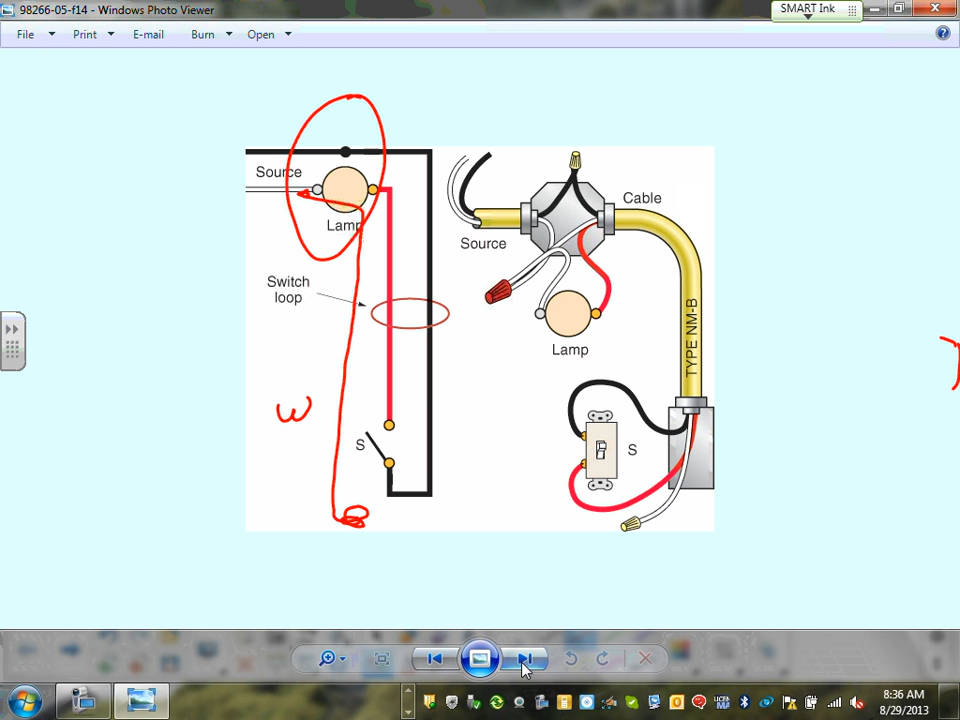 98266-05-f14 - Windows Photo Viewer
SMART Ink
File Print E-mail Burn Open
Source
Lamp
Switch
loop
S
W
Cable
Source
Lamp
TYPE NM-B
S
8:36 AM
8/29/2013